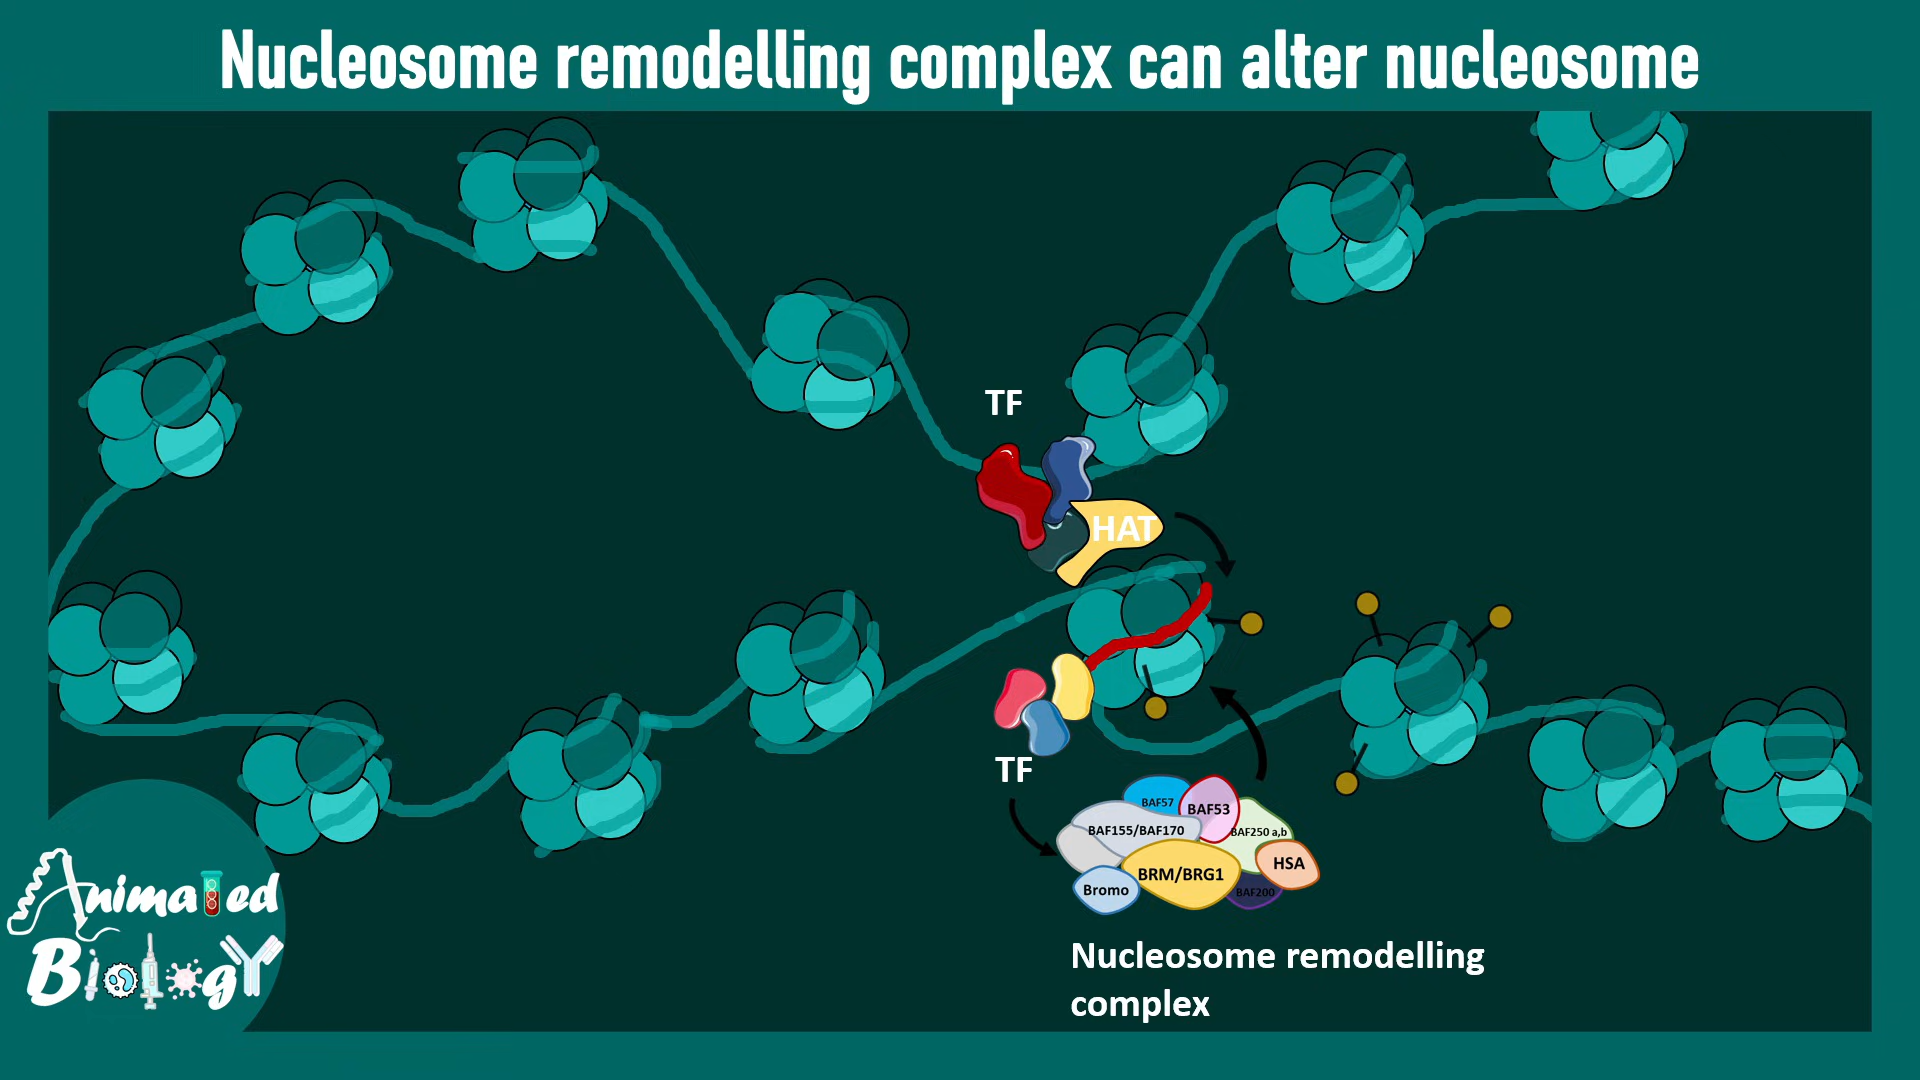 Nucleosome remodelling complex can alter nucleosome
TF
HAT
TF
BAF57
BAF53
BAF155/BAF170
BAF250 a,b
HSA
BRM/BRG1
Bromo
BAF200
Nucleosome remodelling
complex
Animated
BiologY